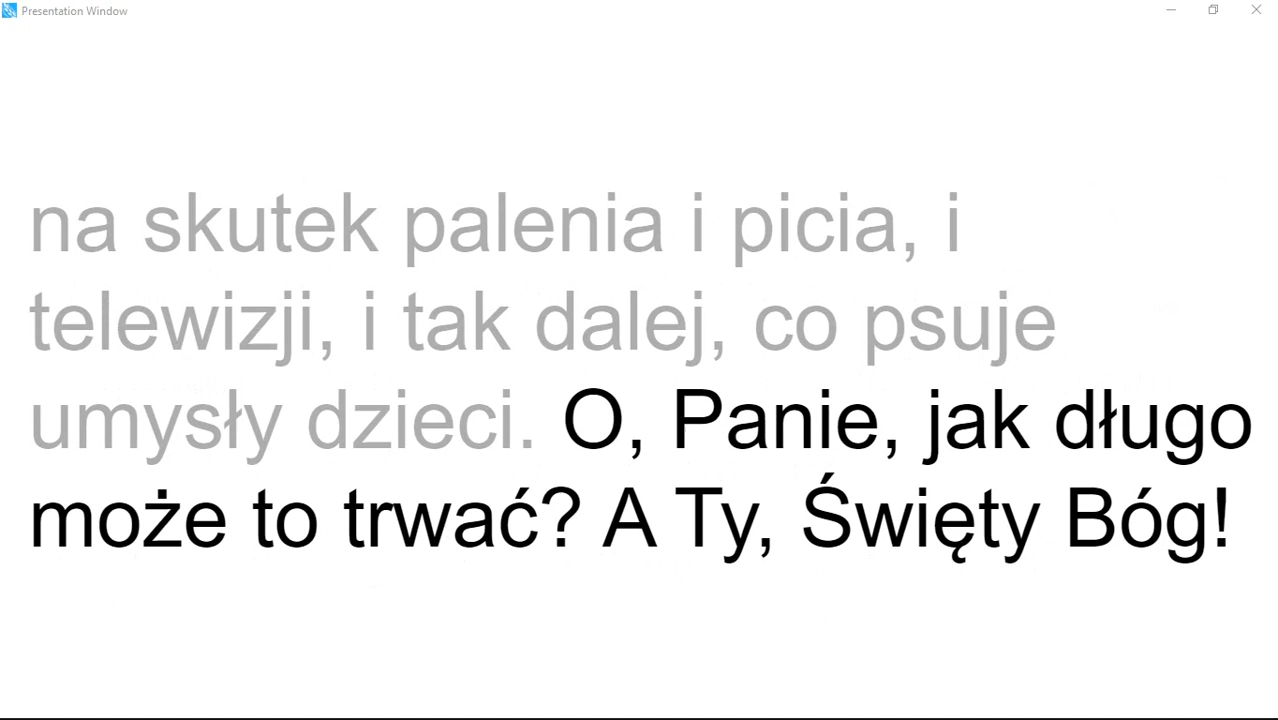 Presentation Window
na skutek palenia i picia, i
telewizji, i tak dalej, co psuje
umysły dzieci. O, Panie, jak długo
może to trwać? A Ty, Święty Bóg!